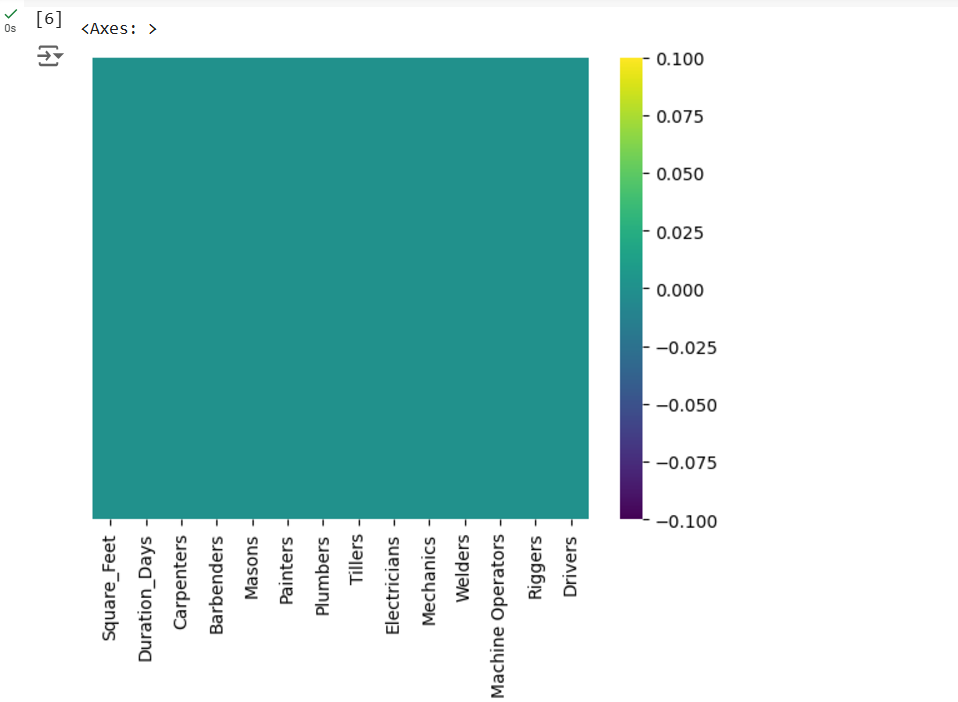 [6]
0s
<Axes: >
0.100
0.075
0.050
0.025
0.000
−0.025
−0.050
−0.075
−0.100
Square_Feet
Duration_Days
Carpenters
Barbenders
Masons
Painters
Plumbers
Tillers
Electricians
Mechanics
Welders
Machine Operators
Riggers
Drivers